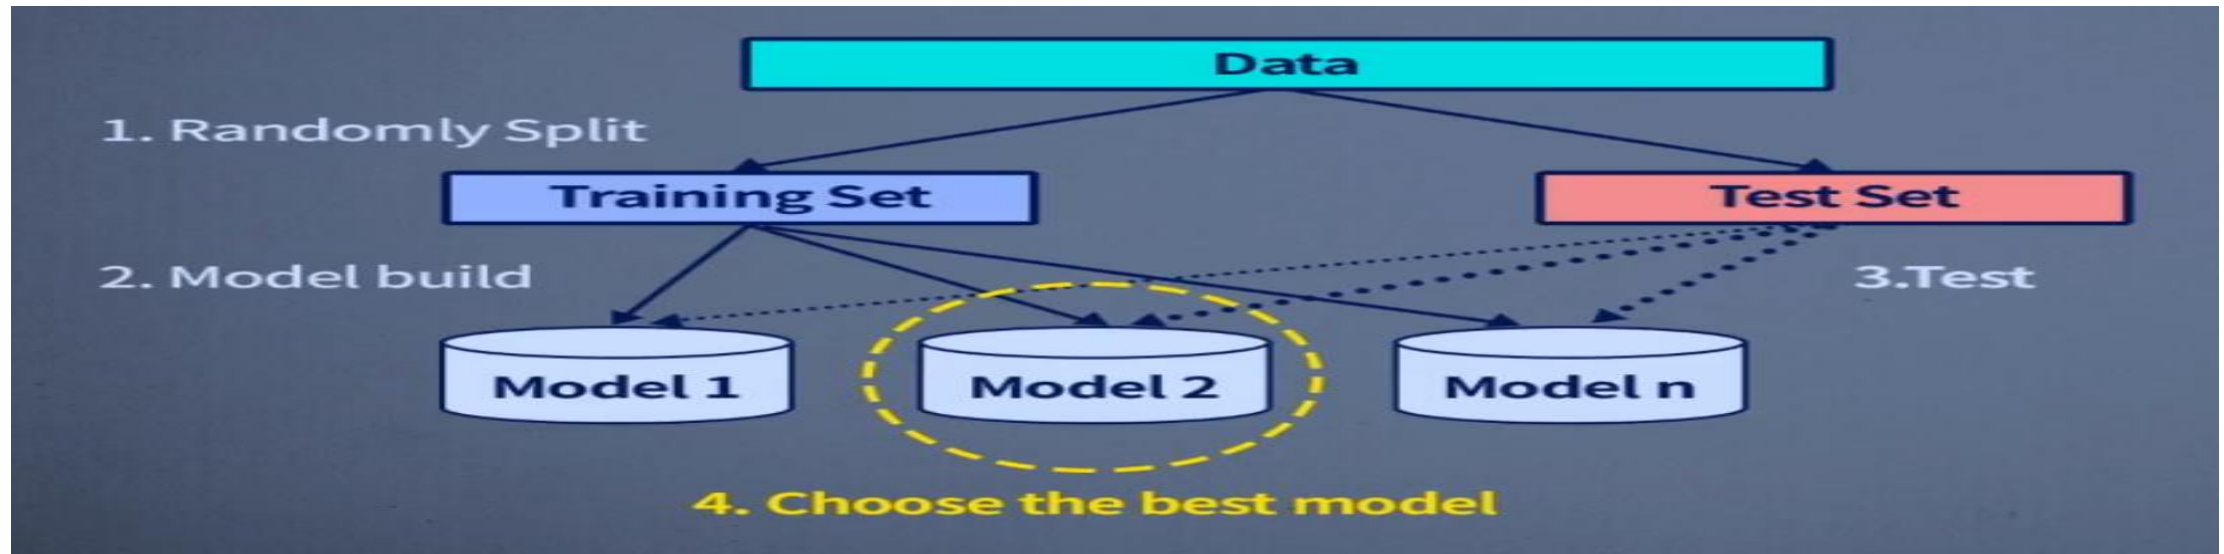 Data
1. Randomly Split
Training Set
Test Set
2. Model build
3.Test
Model 1
Model 2
Model n
4. Choose the best model